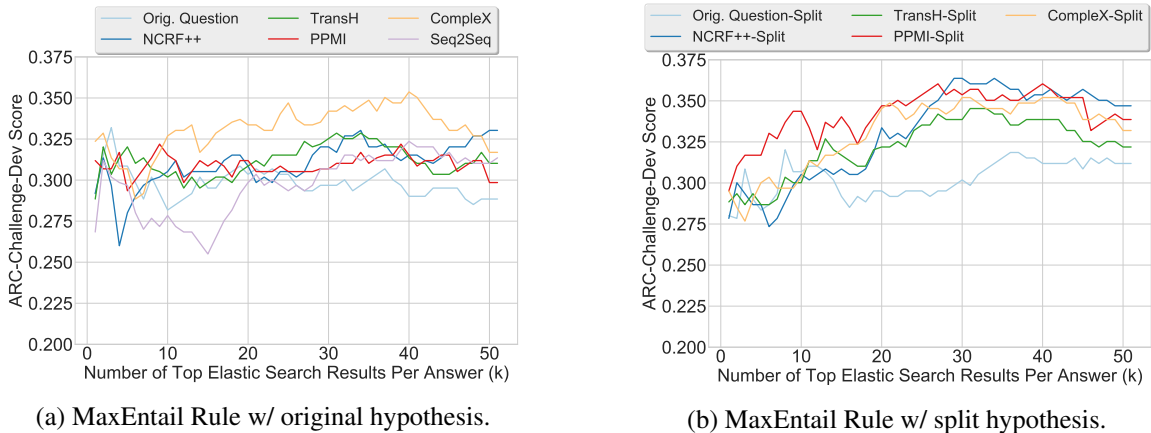 Orig. Question TransH CompleX
NCRF++ PPMI Seq2Seq
0.375
0.350
0.325
0.300
0.275
0.250
0.225
0.200
ARC-Challenge-Dev Score
0 10 20 30 40 50
Number of Top Elastic Search Results Per Answer (k)
(a) MaxEntail Rule w/ original hypothesis.
Orig. Question-Split TransH-Split CompleX-Split
NCRF++-Split PPMI-Split
0.375
0.350
0.325
0.300
0.275
0.250
0.225
0.200
ARC-Challenge-Dev Score
0 10 20 30 40 50
Number of Top Elastic Search Results Per Answer (k)
(b) MaxEntail Rule w/ split hypothesis.